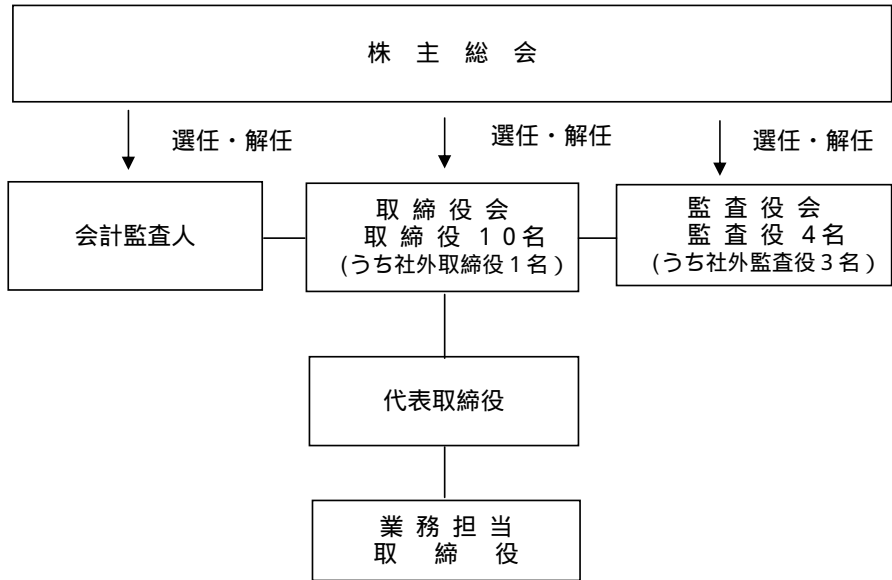 株主総会
選任・解任
選任・解任
選任・解任
会計監査人
取締役会
取締役10名
(うち社外取締役1名)
監査役会
監査役4名
(うち社外監査役3名)
代表取締役
業務担当
取締役